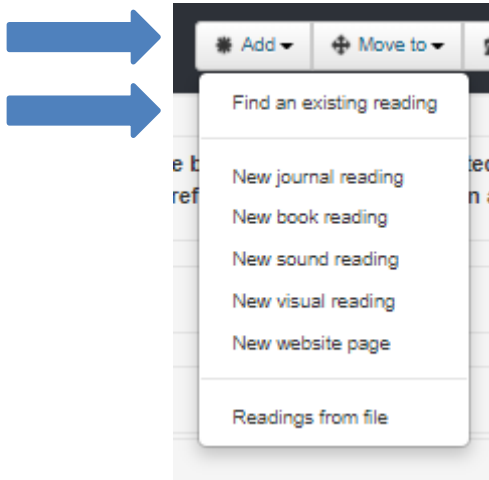 Add Move to
Find an existing reading
e b
ref
New journal reading
New book reading
New sound reading
New visual reading
New website page
Readings from file